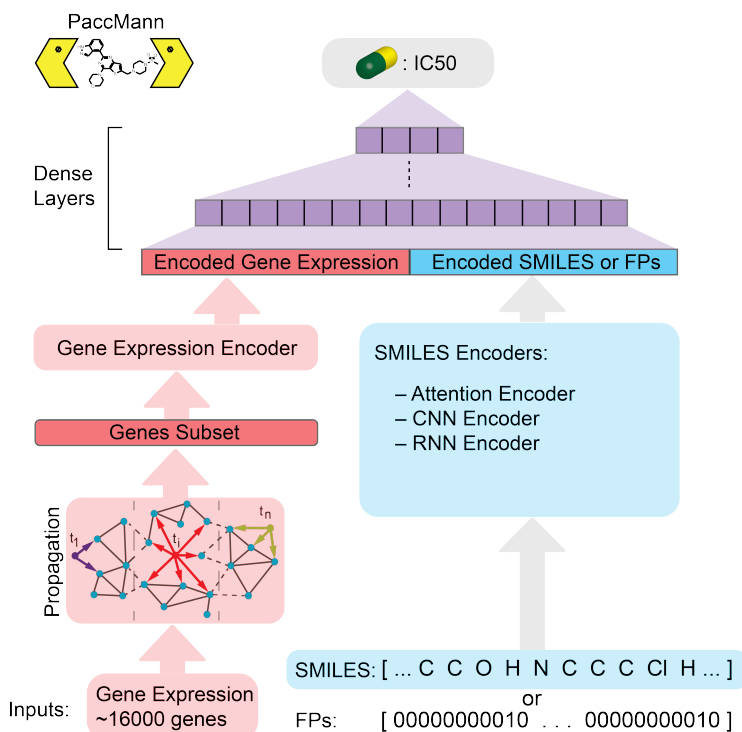 PaccMann
: IC50
Dense
Layers
Encoded Gene Expression
Encoded SMILES or FPs
Gene Expression Encoder
SMILES Encoders:
– Attention Encoder
– CNN Encoder
– RNN Encoder
Genes Subset
Propagation
t1
ti
tn
SMILES: [ ... C C O H N C C C Cl H ... ]
or
Inputs:
Gene Expression
~16000 genes
FPs: [ 00000000010 . . . 00000000010 ]